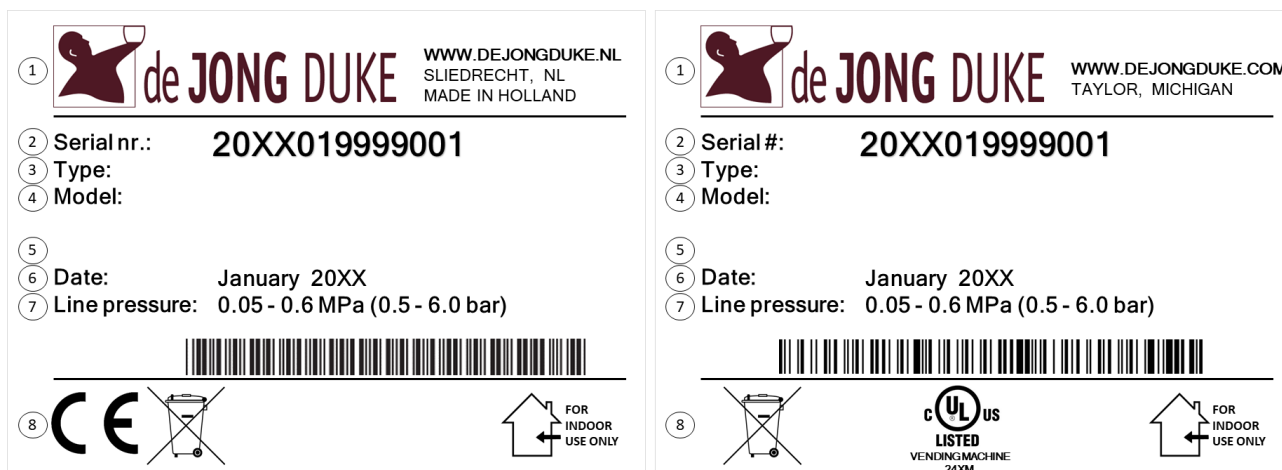 1
de JONG DUKE
WWW.DEJONGDUKE.NL
SLIEDRECHT, NL
MADE IN HOLLAND
2 Serial nr.: 20XX019999001
3 Type:
4 Model:
5
6 Date: January 20XX
7 Line pressure: 0.05 - 0.6 MPa (0.5 - 6.0 bar)
8
CE
FOR
INDOOR
USE ONLY
1
de JONG DUKE
WWW.DEJONGDUKE.COM
TAYLOR, MICHIGAN
2 Serial #: 20XX019999001
3 Type:
4 Model:
5
6 Date: January 20XX
7 Line pressure: 0.05 - 0.6 MPa (0.5 - 6.0 bar)
8
C UL ® US
LISTED
VENDING MACHINE
24XM
FOR
INDOOR
USE ONLY